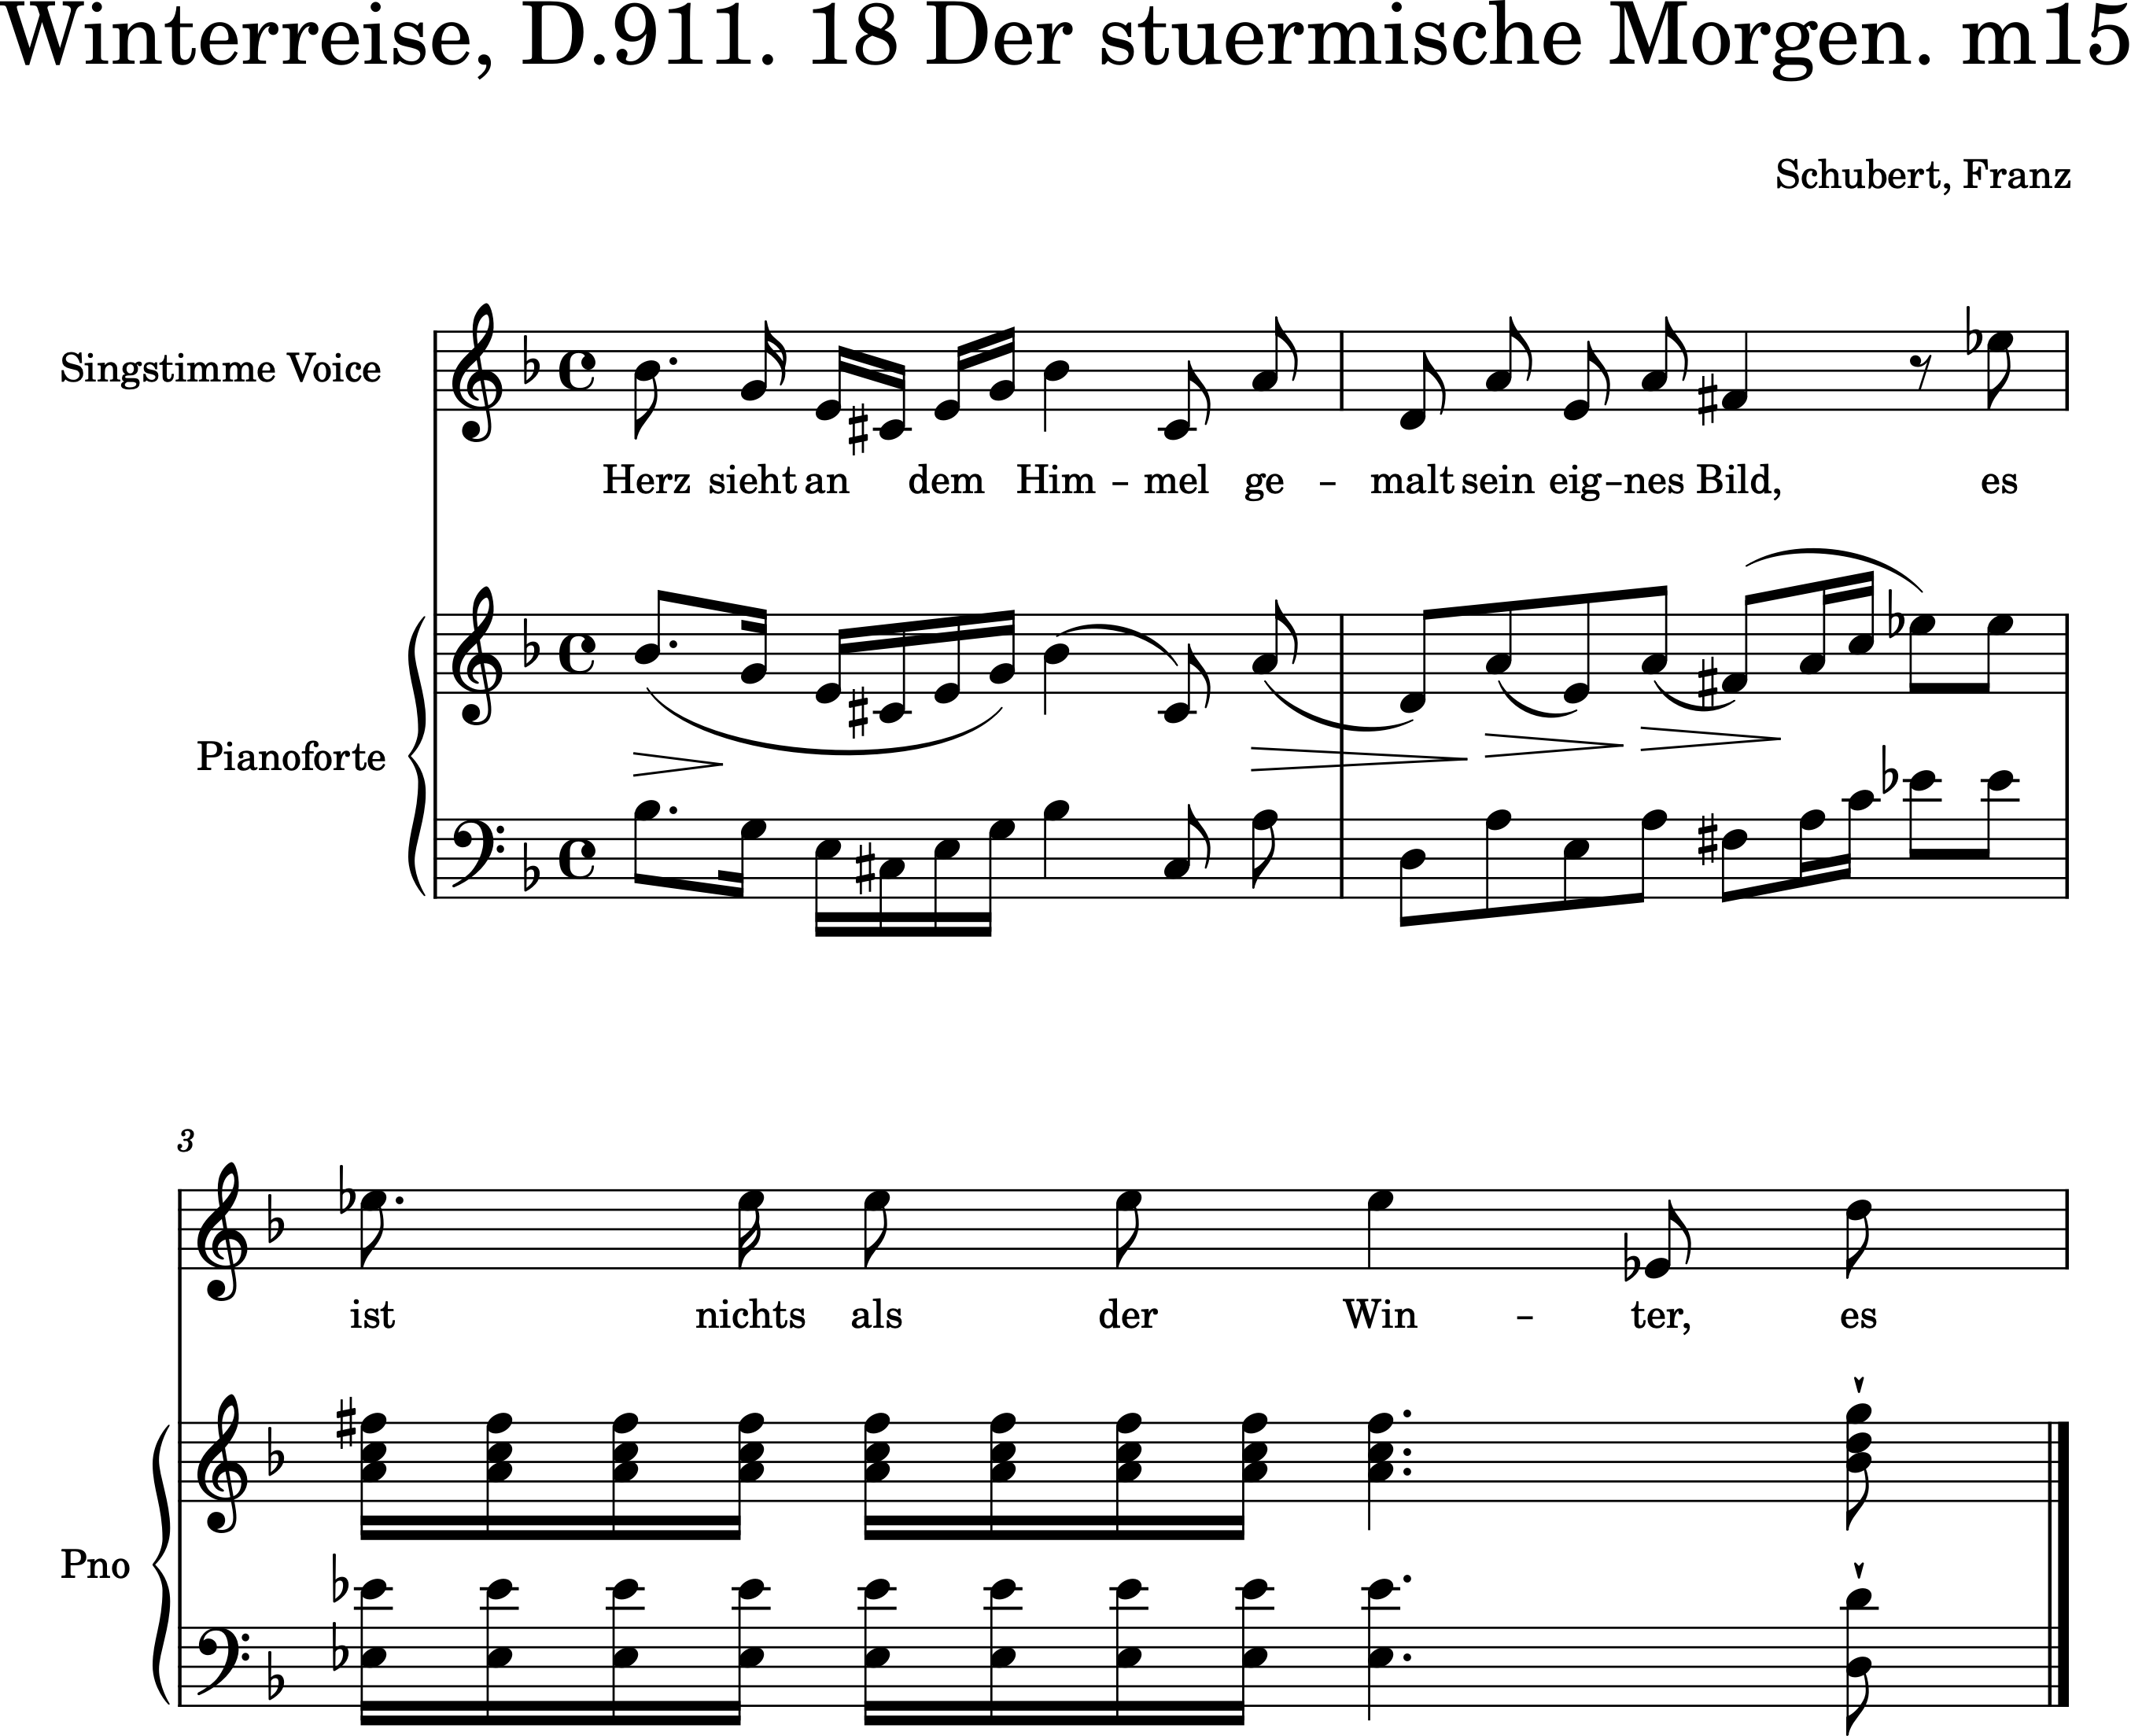 Winterreise, D.911. 18 Der stuermische Morgen. m15
Schubert, Franz
Singstimme Voice
Herz sieht an dem Him – mel ge – malt sein eig – nes Bild, es
Pianoforte
3
ist nichts als der Win – ter, es
Pno